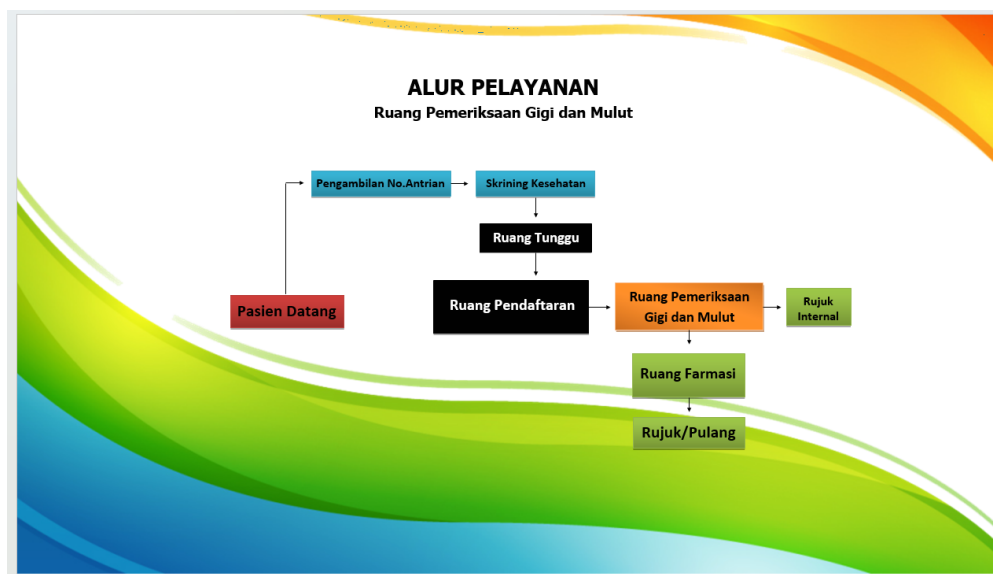 ALUR PELAYANAN
Ruang Pemeriksaan Gigi dan Mulut
Pengambilan No.Antrian
Skrining Kesehatan
Ruang Tunggu
Pasien Datang
Ruang Pendaftaran
Ruang Pemeriksaan
Gigi dan Mulut
Rujuk
Internal
Ruang Farmasi
Rujuk/Pulang